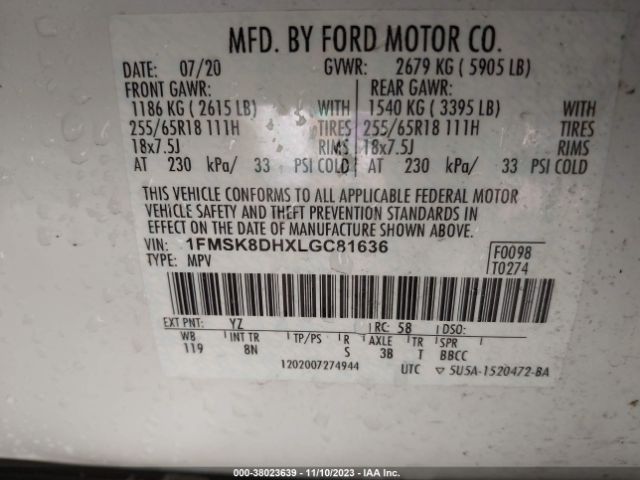 MFD. BY FORD MOTOR CO.
DATE: 07/20 GVWR: 2679 KG ( 5905 LB)
FRONT GAWR: REAR GAWR:
1186 KG ( 2615 LB) WITH 1540 KG ( 3395 LB) WITH
255/65R18 111H TIRES 255/65R18 111H TIRES
18x7.5J RIMS 18x7.5J RIMS
AT 230 kPa/ 33 PSI COLD AT 230 kPa/ 33 PSI COLD
THIS VEHICLE CONFORMS TO ALL APPLICABLE FEDERAL MOTOR
VEHICLE SAFETY AND THEFT PREVENTION STANDARDS IN
EFFECT ON THE DATE OF MANUFACTURE SHOWN ABOVE.
VIN: 1FMSK8DHXLGC81636 F0098
TYPE: MPV T0274
EXT PNT: YZ RC: 58 DSO:
WB INT TR TP/PS R AXLE TR SPR
119 8N S 3B T BBCC
1202007274944 UTC ▽ 5U5A-1520472-BA
000-38023639 - 11/10/2023 - IAA Inc.